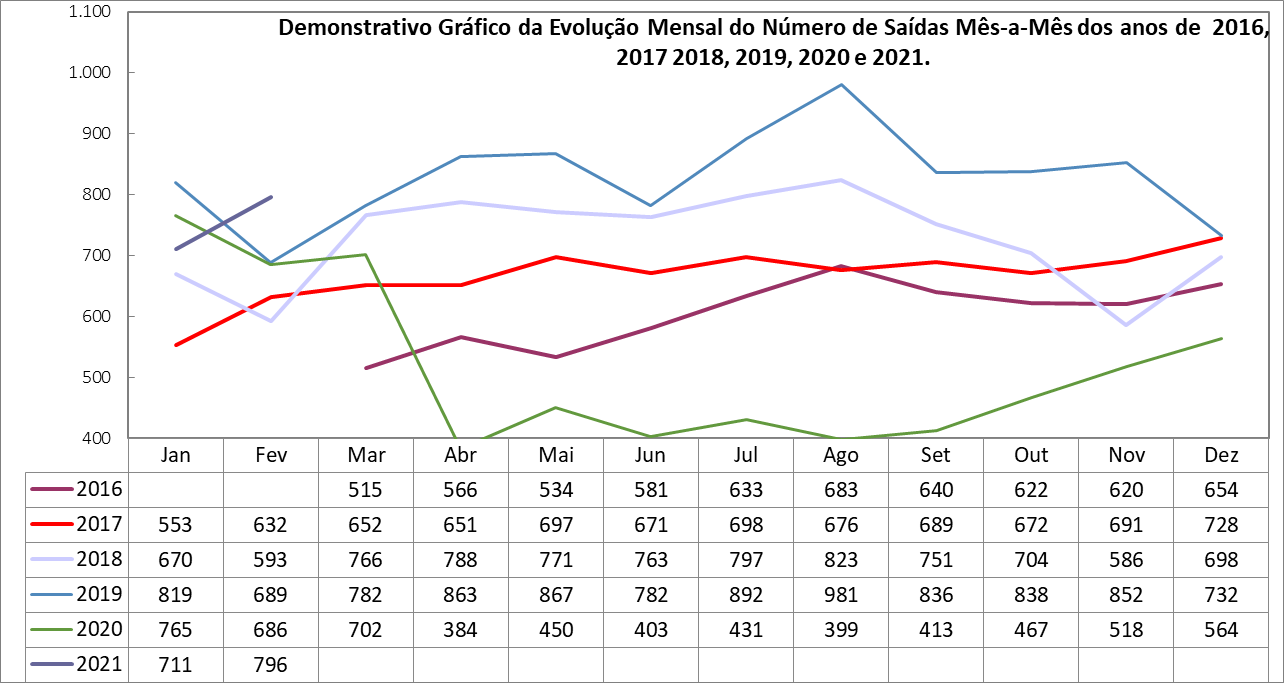 Demonstrativo Gráfico da Evolução Mensal do Número de Saídas Mês-a-Mês dos anos de 2016,
2017 2018, 2019, 2020 e 2021.
1.100
1.000
900
800
700
600
500
400
Jan Fev Mar Abr Mai Jun Jul Ago Set Out Nov Dez
2016 515 566 534 581 633 683 640 622 620 654
2017 553 632 652 651 697 671 698 676 689 672 691 728
2018 670 593 766 788 771 763 797 823 751 704 586 698
2019 819 689 782 863 867 782 892 981 836 838 852 732
2020 765 686 702 384 450 403 431 399 413 467 518 564
2021 711 796